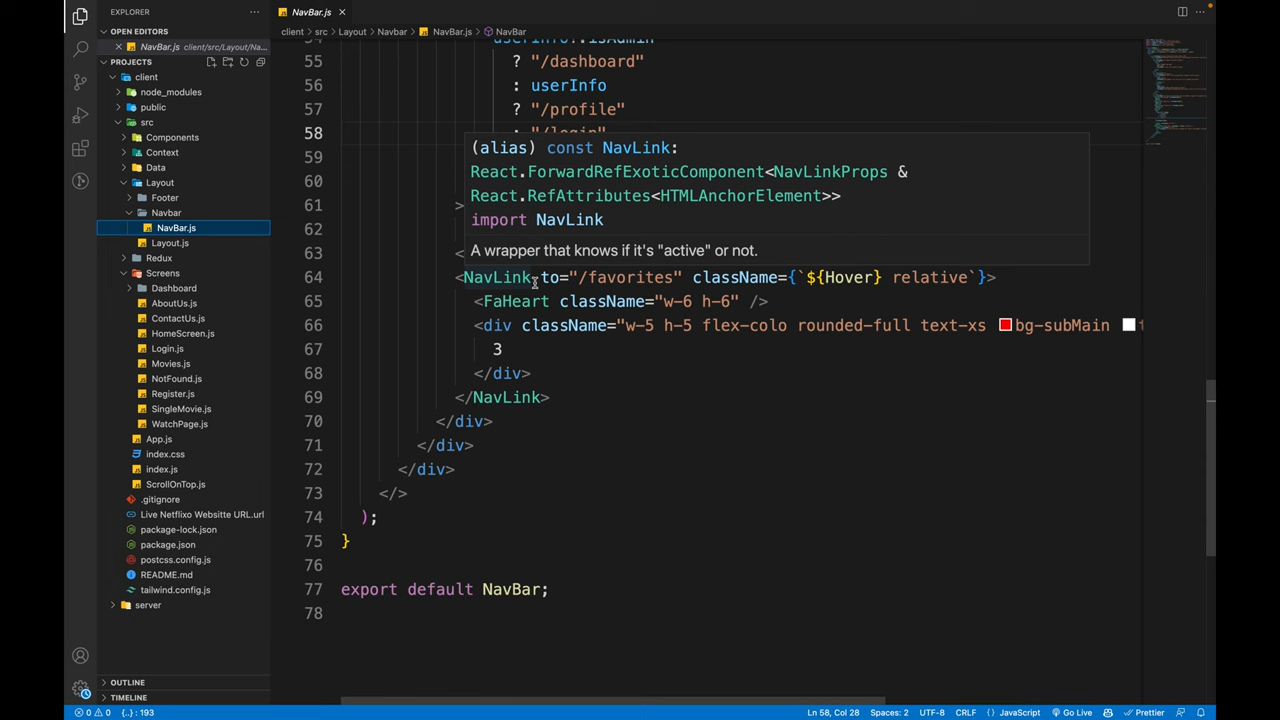 EXPLORER
OPEN EDITORS
NavBar.js client/src/Layout/Na...
PROJECTS
client
node_modules
public
src
Components
Context
Data
Layout
Footer
Navbar
NavBar.js
Layout.js
Redux
Screens
Dashboard
AboutUs.js
ContactUs.js
HomeScreen.js
Login.js
Movies.js
NotFound.js
Register.js
SingleMovie.js
WatchPage.js
App.js
index.css
index.js
ScrollOnTop.js
.gitignore
Live Netflixo Websitte URL.url
package-lock.json
package.json
postcss.config.js
README.md
tailwind.config.js
server
OUTLINE
TIMELINE
NavBar.js
client > src > Layout > Navbar > NavBar.js > NavBar
54 userInfo?.isAdmin
55 ? "/dashboard"
56 : userInfo
57 ? "/profile"
58 : "/login"
59
60
61 >
62
63 <
(alias) const NavLink:
React.ForwardRefExoticComponent<NavLinkProps &
React.RefAttributes<HTMLAnchorElement>>
import NavLink
A wrapper that knows if it's "active" or not.
64 <NavLink to="/favorites" className={`${Hover} relative`}>
65 <FaHeart className="w-6 h-6" />
66 <div className="w-5 h-5 flex-colo rounded-full text-xs bg-subMain t
67 3
68 </div>
69 </NavLink>
70 </div>
71 </div>
72 </div>
73 </>
74 );
75 }
76
77 export default NavBar;
78
0 0 {..} : 193
Ln 58, Col 28 Spaces: 2 UTF-8 CRLF {} JavaScript Go Live Prettier